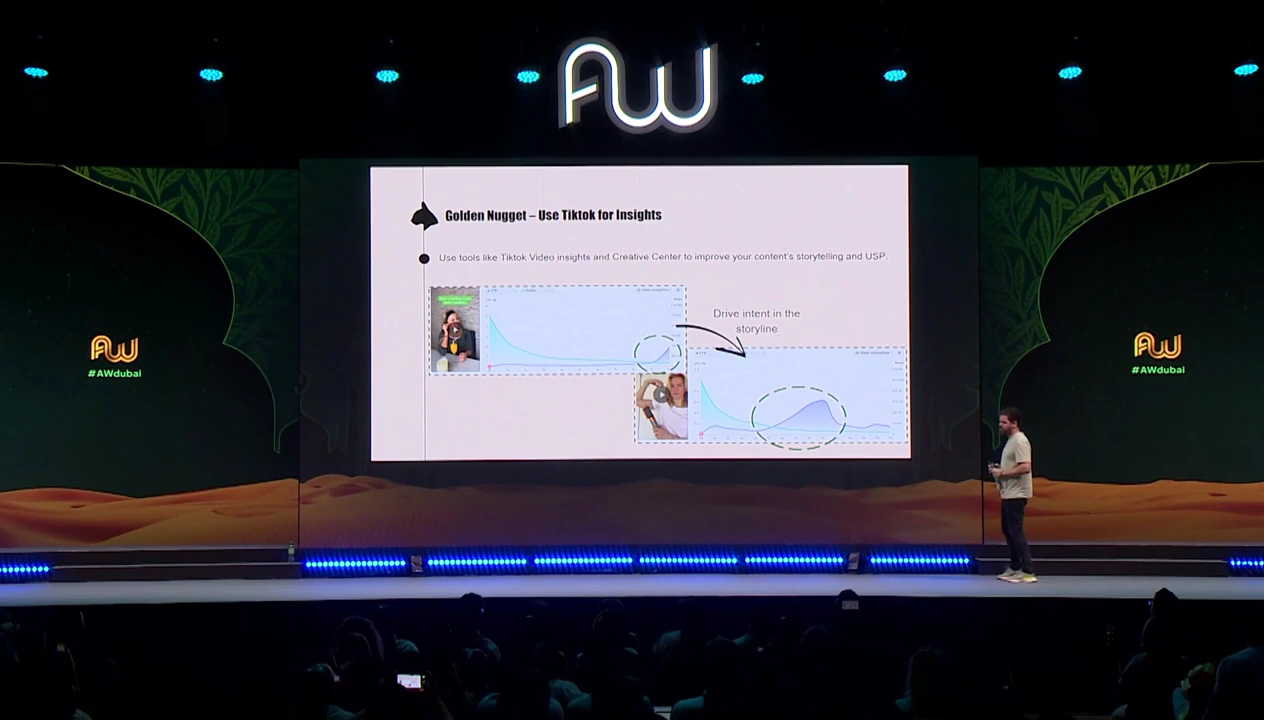 AW
Golden Nugget – Use Tiktok for Insights
Use tools like Tiktok Video insights and Creative Center to improve your content's storytelling and USP.
Drive intent in the
storyline
AW
#AWdubai
AW
#AWdubai